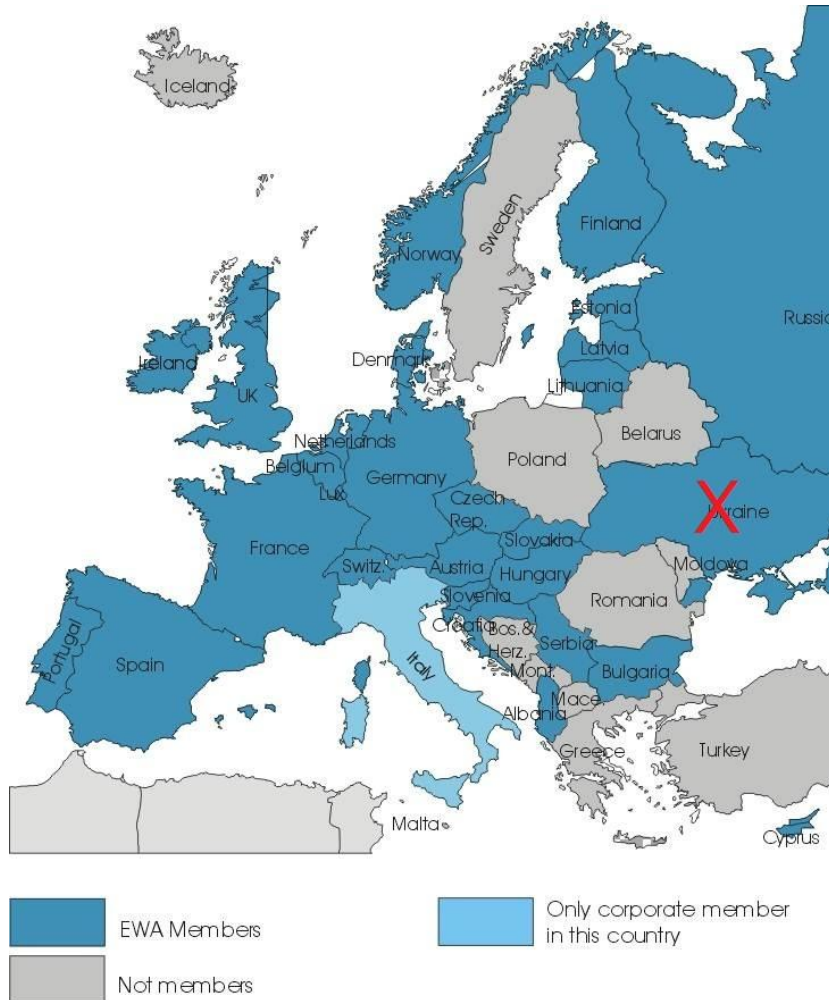 Iceland
Sweden
Norway
Finland
Russia
Estonia
Latvia
Lithuania
Denmark
Ireland
UK
Netherlands
Belgium
Lux
Germany
Poland
Belarus
Ukraine
X
Czech
Rep.
Slovakia
France
Switz.
Austria
Hungary
Moldova
Slovenia
Romania
Croatia
Bos.&
Herz.
Serbia
Portugal
Spain
Italy
Mont.
Bulgaria
Mace.
Albania
Greece
Turkey
Malta
Cyprus
EWA Members
Only corporate member
in this country
Not members